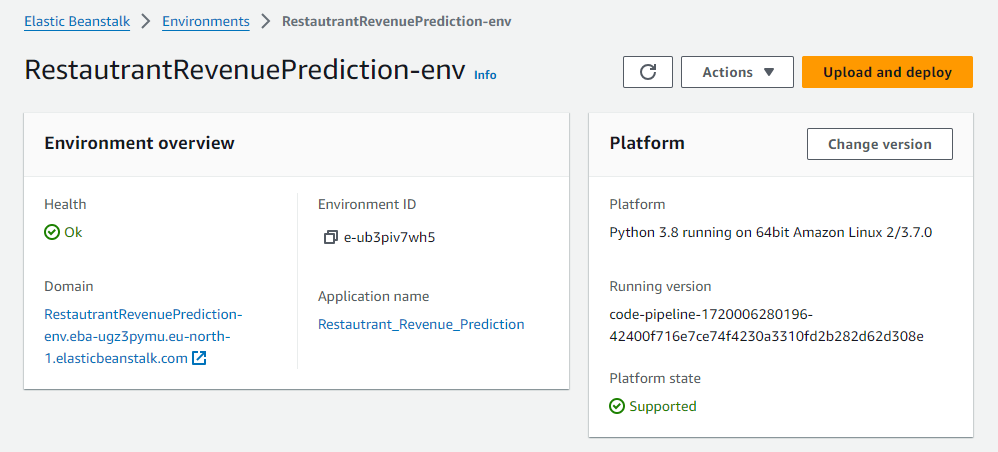 Elastic Beanstalk > Environments > RestautrantRevenuePrediction-env
RestautrantRevenuePrediction-env Info
Actions
Upload and deploy
Environment overview
Health
Ok
Domain
RestautrantRevenuePrediction-
env.eba-ugz3pymu.eu-north-
1.elasticbeanstalk.com
Environment ID
e-ub3piv7wh5
Application name
Restautrant_Revenue_Prediction
Platform
Change version
Platform
Python 3.8 running on 64bit Amazon Linux 2/3.7.0
Running version
code-pipeline-1720006280196-
42400f716e7ce74f4230a3310fd2b282d62d308e
Platform state
Supported